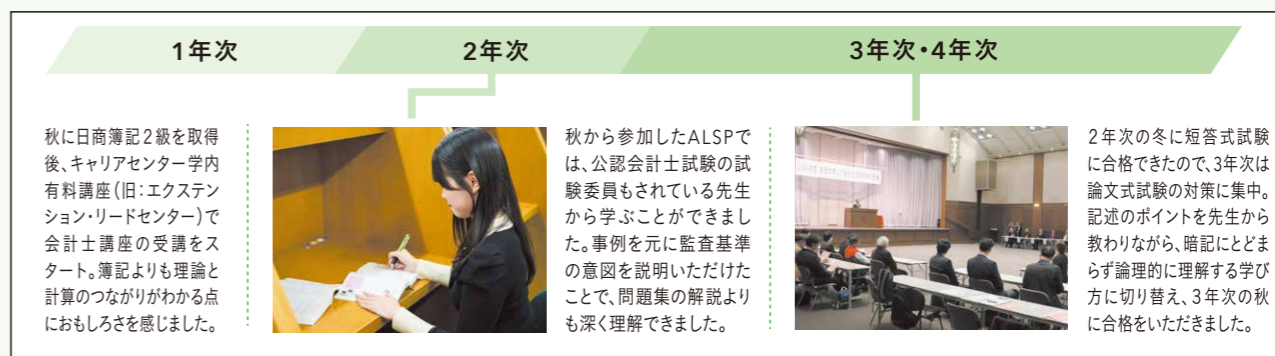 1年次
2年次
3年次・4年次
秋に日商簿記2級を取得
後、キャリアセンター学内
有料講座(旧:エクステン
ション・リードセンター)で
会計士講座の受講をス
タート。簿記よりも理論と
計算のつながりがわかる点
におもしろさを感じました。
秋から参加したALSPで
は、公認会計士試験の試
験委員もされている先生
から学ぶことができまし
た。事例を元に監査基準
の意図を説明いただけた
ことで、問題集の解説より
も深く理解できました。
2年次の冬に短答式試験
に合格できたので、3年次は
論文式試験の対策に集中。
記述のポイントを先生から
教わりながら、暗記にとどま
らず論理的に理解する学び
方に切り替え、3年次の秋
に合格をいただきました。